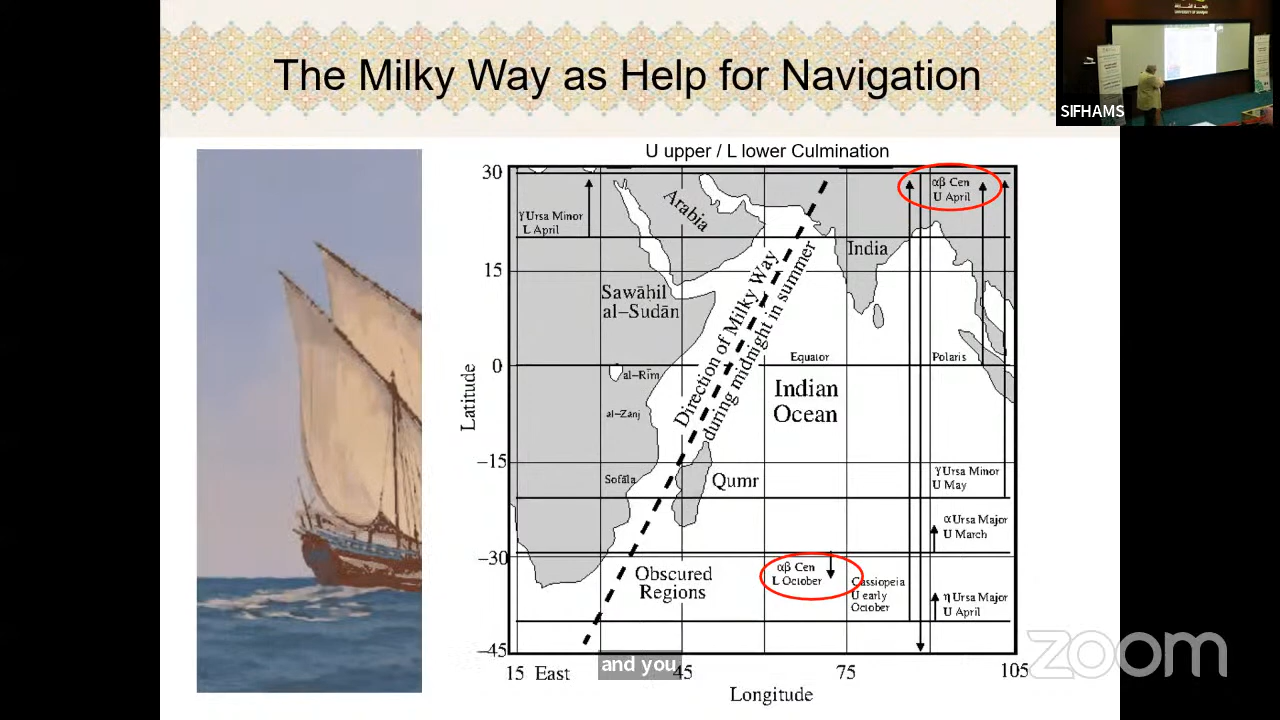 The Milky Way as Help for Navigation
SIFHAMS
U upper / L lower Culmination
30
15
0
−15
−30
−45
Latitude
γ Ursa Minor
L April
Arabia
αβ Cen
U April
India
Sawāhil
al–Sudān
Direction of Milky Way
during midnight in summer
Equator
Polaris
al–Rīm
al–Zanj
Indian
Ocean
Sofāla
Qumr
γ Ursa Minor
U May
α Ursa Major
U March
Obscured
Regions
αβ Cen
L October
Cassiopeia
U early
October
η Ursa Major
U April
and you
15 East 45 75 105
Longitude
zoom